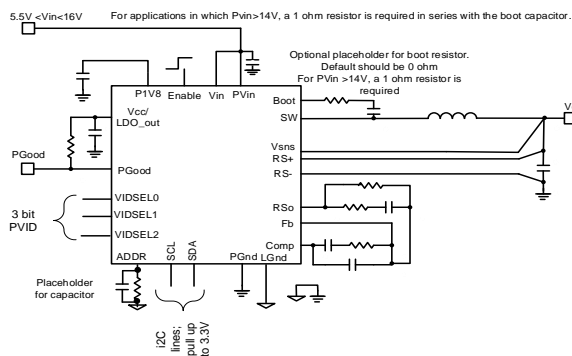 5.5V <Vin<16V
For applications in which Pvin>14V, a 1 ohm resistor is required in series with the boot capacitor.
Optional placeholder for boot resistor.
Default should be 0 ohm
For PVin >14V, a 1 ohm resistor is
required
P1V8
Enable
Vin
PVin
Vcc/
LDO_out
Boot
SW
V
PGood
PGood
Vsns
RS+
RS-
3 bit
PVID
VIDSEL0
VIDSEL1
VIDSEL2
RSo
Fb
Comp
ADDR
SCL
SDA
PGnd
LGnd
Placeholder
for capacitor
i2C
lines;
pull up
to 3.3V